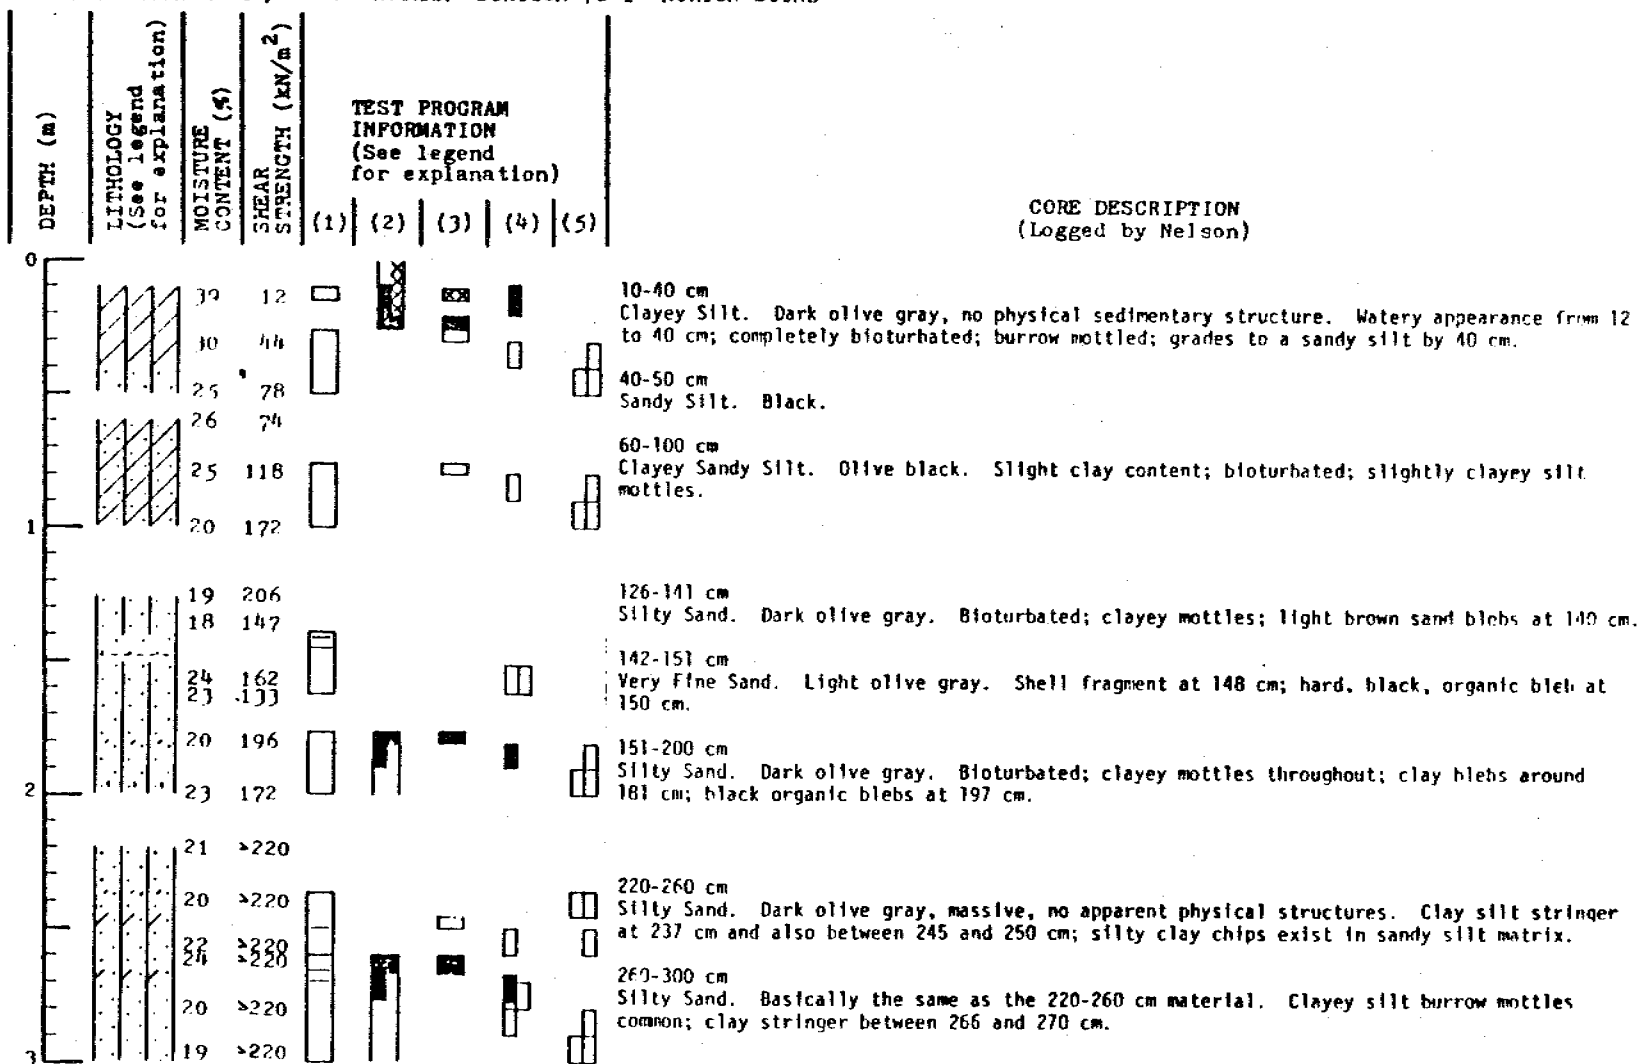 DEPTH (m)
LITHOLOGY
(See legend
for explanation)
MOISTURE
CONTENT (%)
SHEAR
STRENGTH (kN/m2)
TEST PROGRAM
INFORMATION
(See legend
for explanation)
(1) (2) (3) (4) (5)
CORE DESCRIPTION
(Logged by Nelson)
0
39 12
10-40 cm
Clayey Silt. Dark olive gray, no physical sedimentary structure. Watery appearance from 12
30 44
to 40 cm; completely bioturbated; burrow mottled; grades to a sandy silt by 40 cm.
25 78
40-50 cm
Sandy Silt. Black.
26 74
60-100 cm
25 118
Clayey Sandy Silt. Olive black. Slight clay content; bioturbated; slightly clayey silt
mottles.
1
20 172
19 206
126-141 cm
18 147
Silty Sand. Dark olive gray. Bioturbated; clayey mottles; light brown sand blebs at 140 cm.
142-151 cm
24 162
Very Fine Sand. Light olive gray. Shell fragment at 148 cm; hard, black, organic bleb at
23 133
150 cm.
20 196
151-200 cm
Silty Sand. Dark olive gray. Bioturbated; clayey mottles throughout; clay blebs around
2
23 172
181 cm; black organic blebs at 197 cm.
21 >220
220-260 cm
20 >220
Silty Sand. Dark olive gray, massive, no apparent physical structures. Clay silt stringer
22 >220
at 237 cm and also between 245 and 250 cm; silty clay chips exist in sandy silt matrix.
24 >220
260-300 cm
20 >220
Silty Sand. Basically the same as the 220-260 cm material. Clayey silt burrow mottles
common; clay stringer between 266 and 270 cm.
3
19 >220